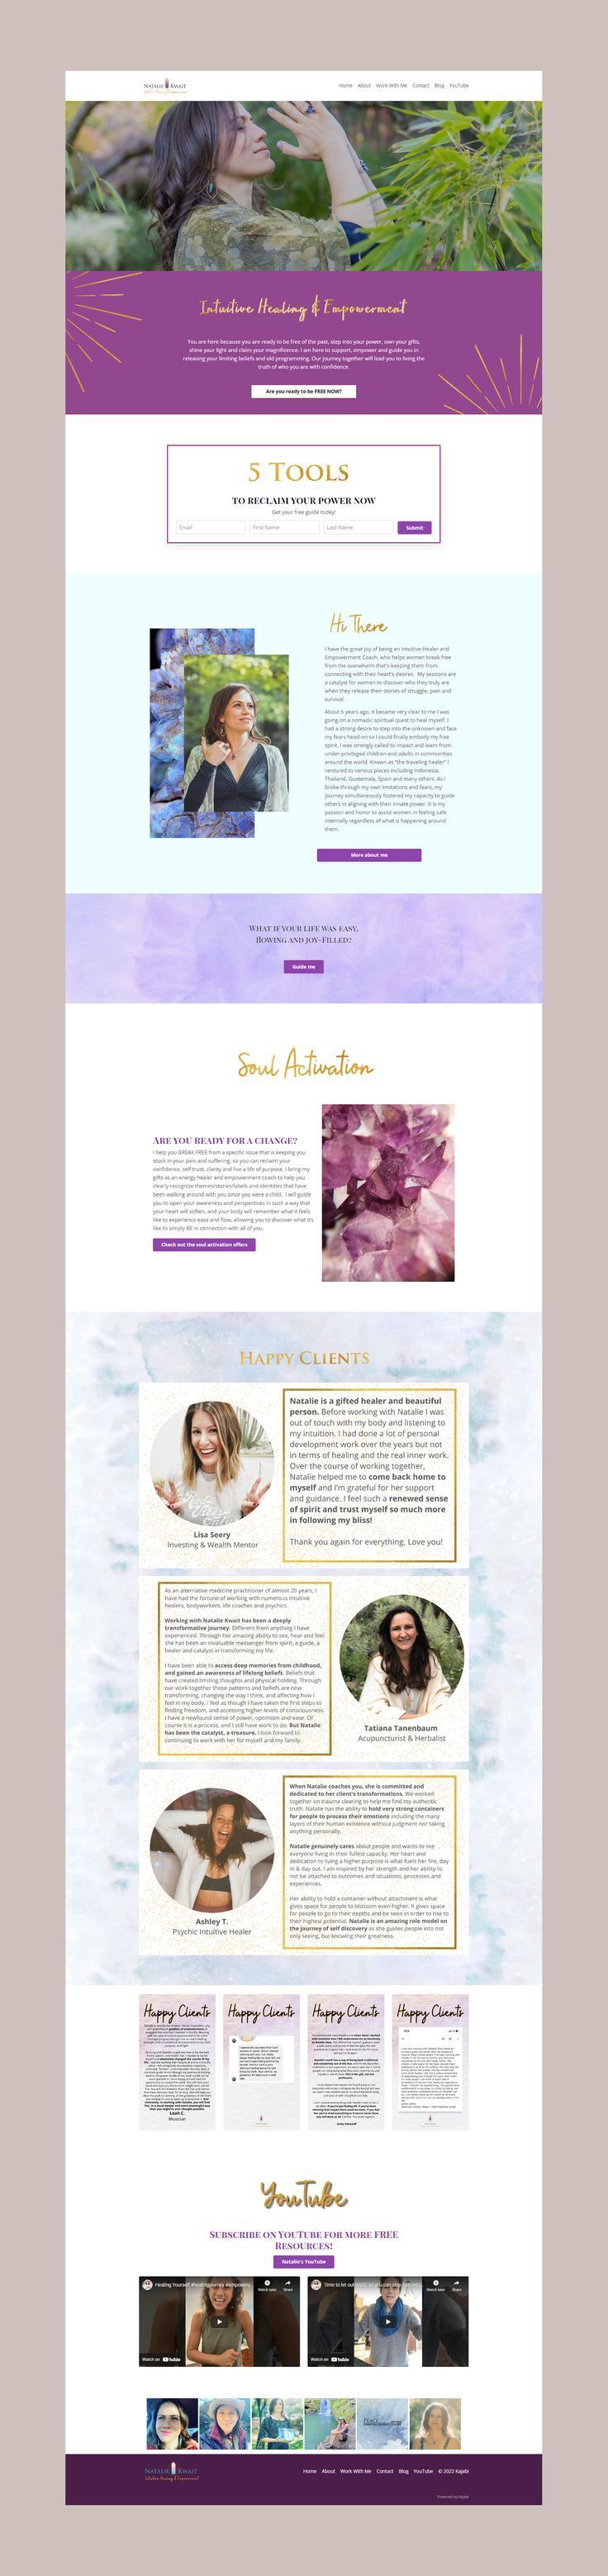 NATALIE KWAIT
Home About Work With Me Contact Blog YouTube
Intuitive Healing & Empowerment
You are here because you are ready to be free of the past, step into your power, own your gifts,
shine your light and claim your magnificence. I am here to support, empower and guide you in
releasing your limiting beliefs and old programming. Our journey together will lead you to living the
truth of who you are with confidence.
Are you ready to be FREE NOW?
5 TOOLS
TO RECLAIM YOUR POWER NOW
Get your free guide today!
Email First Name Last Name Submit
Hi There
I have the great joy of being an Intuitive Healer and
Empowerment Coach, who helps women break free
from the overwhelm that's keeping them from
connecting with their heart's desires. My sessions are
a catalyst for women to discover who they truly are
when they release their stories of struggle, pain and
survival.
About 6 years ago, it became very clear to me I was
going on a nomadic spiritual quest to heal myself. I
had a strong desire to step into the unknown and face
my fears head-on so I could finally embody my free
spirit. I was strongly called to impact and learn from
under-privileged children and adults in communities
around the world. Known as "the traveling healer" I
ventured to various places including Indonesia,
Thailand, Guatemala, Spain and many others. As I
broke through my own limitations and fears, my
journey simultaneously fostered my capacity to guide
others in aligning with their innate power. It is my
passion and honor to assist women in feeling safe
internally regardless of what is happening around
them.
More about me
WHAT IF YOUR LIFE WAS EASY,
FLOWING AND JOY-FILLED?
Guide me
Soul Activation
ARE YOU READY FOR A CHANGE?
I help you BREAK FREE from a specific issue that is keeping you
stuck in your pain and suffering, so you can reclaim your
confidence, self trust, clarity and live a life of purpose. I bring my
gifts as an energy healer and empowerment coach to help you
clearly recognize themes/stories/labels and identities that have
been walking around with you since you were a child. I will guide
you to open your awareness and perspectives in such a way that
your heart will soften, and your body will remember what it feels
like to experience ease and flow, allowing you to discover what it's
like to simply BE in connection with all of you.
Check out the soul activation offers
HAPPY CLIENTS
Natalie is a gifted healer and beautiful
person. Before working with Natalie I was
out of touch with my body and listening to
my intuition. I had done a lot of personal
development work over the years but not
in terms of healing and the real inner work.
Over the course of working together,
Natalie helped me to come back home to
myself and I'm grateful for her support
and guidance. I feel such a renewed sense
of spirit and trust myself so much more
in following my bliss!
Thank you again for everything. Love you!
Lisa Seery
Investing & Wealth Mentor
As an alternative medicine practitioner of almost 20 years, I
have had the fortune of working with numerous intuitive
healers, bodyworkers, life coaches and psychics.
Working with Natalie Kwait has been a deeply
transformative journey. Different from anything I have
experienced. Through her amazing ability to see, hear and feel
she has been an invaluable messenger from spirit, a guide, a
healer and catalyst in transforming my life.
I have been able to access deep memories from childhood,
and gained an awareness of lifelong beliefs. Beliefs that
have created limiting thoughts and physical holding. Through
our work together those patterns and beliefs are now
transforming, changing the way I think, and affecting how I
feel in my body. I feel as though I have taken the first steps to
finding freedom, and accessing higher levels of consciousness.
I have a newfound sense of power, optimism and ease. Of
course it is a process, and I still have work to do. But Natalie
has been the catalyst, a treasure. I look forward to
continuing to work with her for myself and my family.
Tatiana Tanenbaum
Acupuncturist & Herbalist
When Natalie coaches you, she is committed and
dedicated to her client's transformations. We worked
together on trauma clearing to help me find my authentic
truth. Natalie has the ability to hold very strong containers
for people to process their emotions including the many
layers of their human existence without judgment nor taking
anything personally.
Natalie genuinely cares about people and wants to see
everyone living in their fullest capacity. Her heart and
dedication to living a higher purpose is what fuels her fire, day
in & day out. I am inspired by her strength and her ability to
not be attached to outcomes and situations, processes and
experiences.
Her ability to hold a container without attachment is what
gives space for people to blossom even higher. It gives space
for people to go to their depths and be seen in order to rise to
their highest potential. Natalie is an amazing role model on
the journey of self discovery as she guides people into not
only seeing, but knowing their greatness.
Ashley T.
Psychic Intuitive Healer
Happy Clients Happy Clients Happy Clients Happy Clients
Musician
YouTube
SUBSCRIBE ON YOUTUBE FOR MORE FREE
RESOURCES!
Natalie's YouTube
Healing Yourself #healingjourney #empowerm
Watch later Share
Watch on YouTube
Time to let out
Watch later Share
Watch on YouTube
PEACE
NATALIE KWAIT
Intuitive Healing & Empowerment
Home About Work With Me Contact Blog YouTube © 2022 Kajabi
Powered by Kajabi